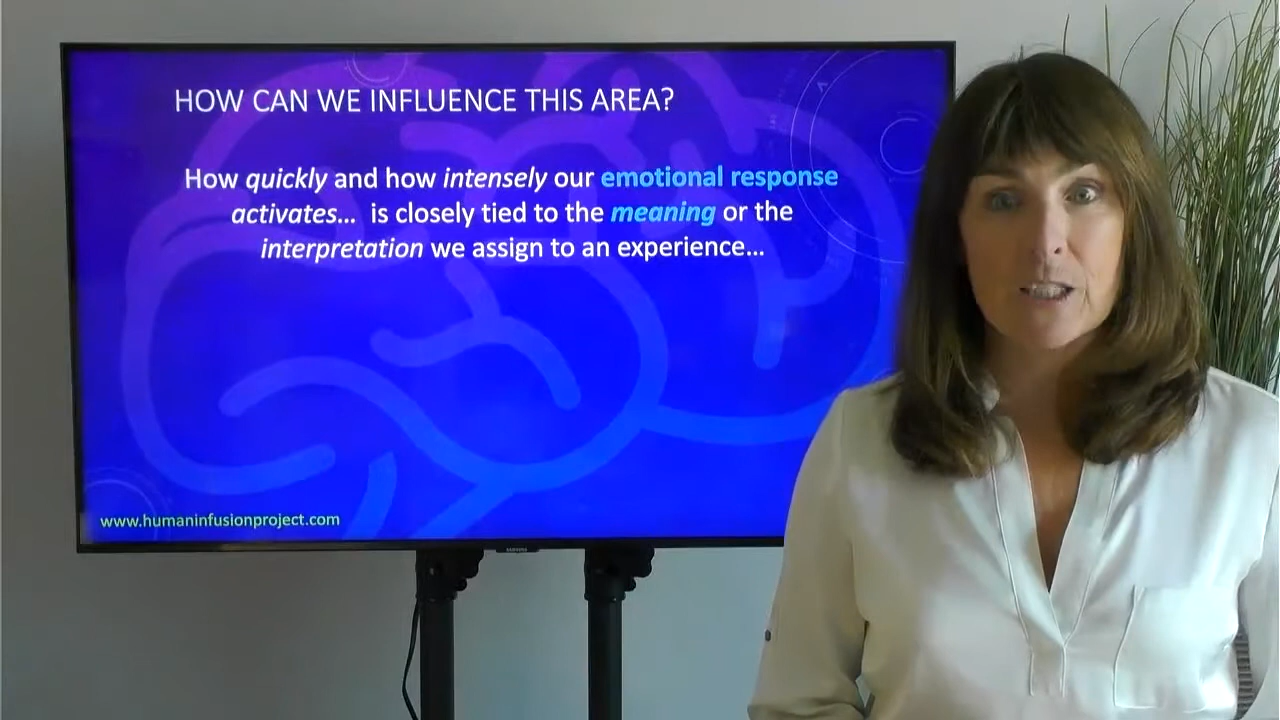 HOW CAN WE INFLUENCE THIS AREA?
How quickly and how intensely our emotional response
activates... is closely tied to the meaning or the
interpretation we assign to an experience...
www.humaninfusionproject.com
SAMSUNG